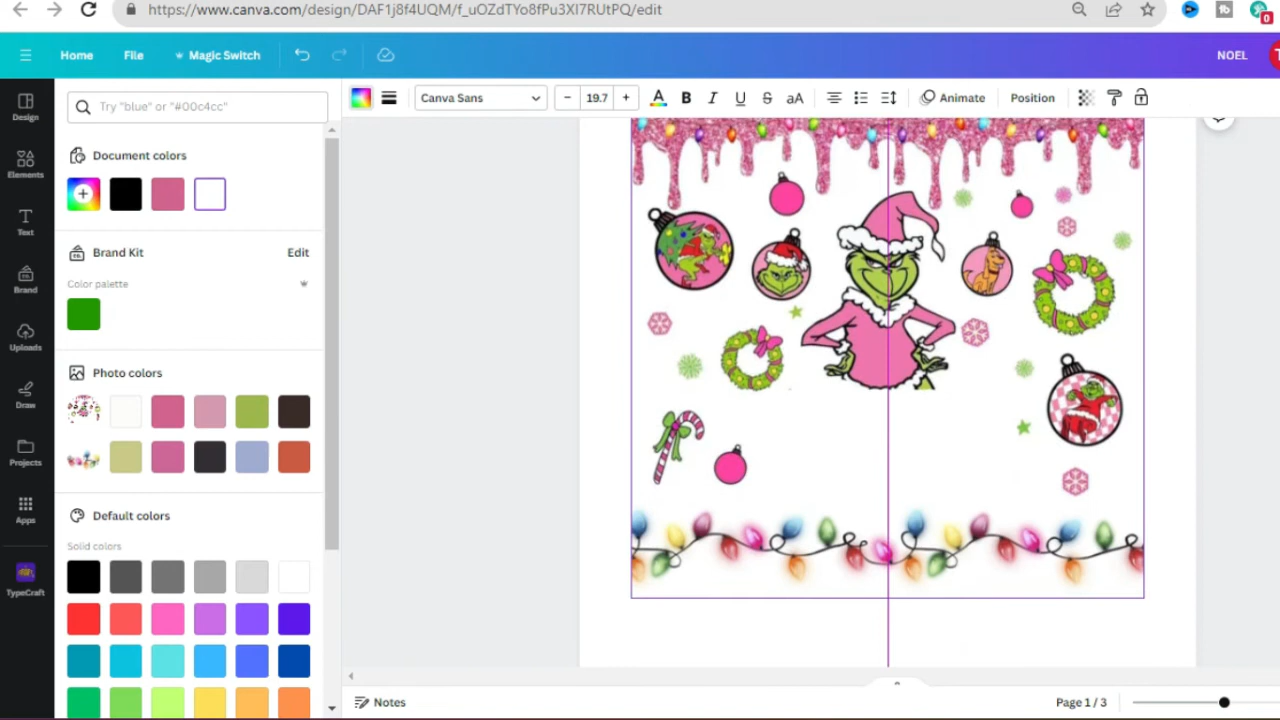 https://www.canva.com/design/DAF1j8f4UQM/f_uOZdTYo8fPu3XI7RUtPQ/edit
0
Home
File
Magic Switch
NOEL
Design
Elements
Text
Brand
Uploads
Draw
Projects
Apps
TypeCraft
Try "blue" or "#00c4cc"
Document colors
Brand Kit
Edit
Color palette
Photo colors
Default colors
Solid colors
Canva Sans
– 19.7 +
A B I U S aA
Animate
Position
Notes
Page 1 / 3